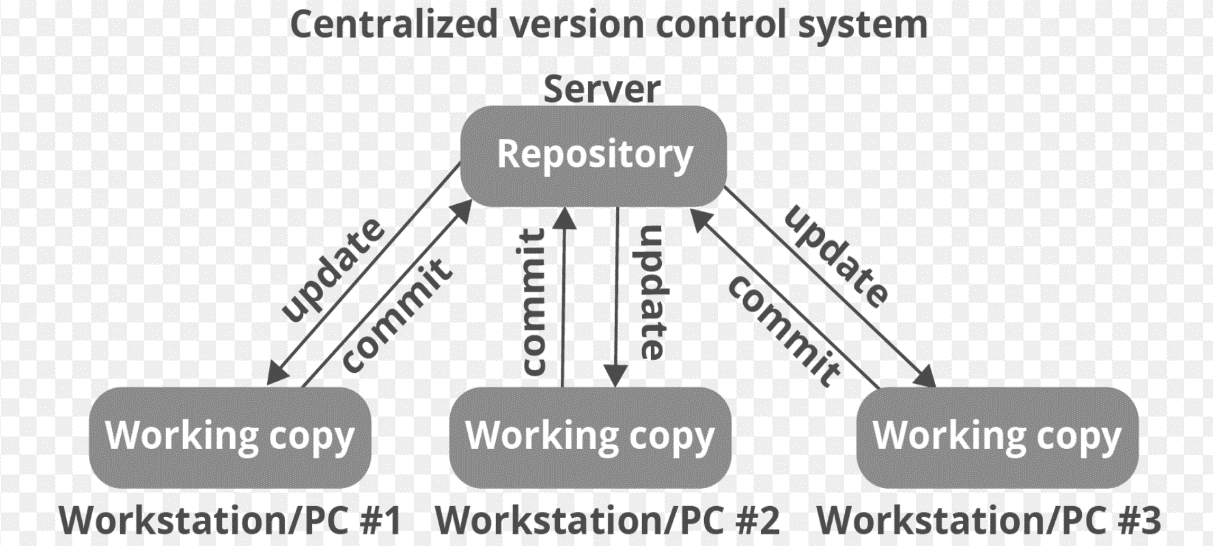 Centralized version control system
Server
Repository
update
commit
commit
update
commit
update
Working copy
Working copy
Working copy
Workstation/PC #1
Workstation/PC #2
Workstation/PC #3